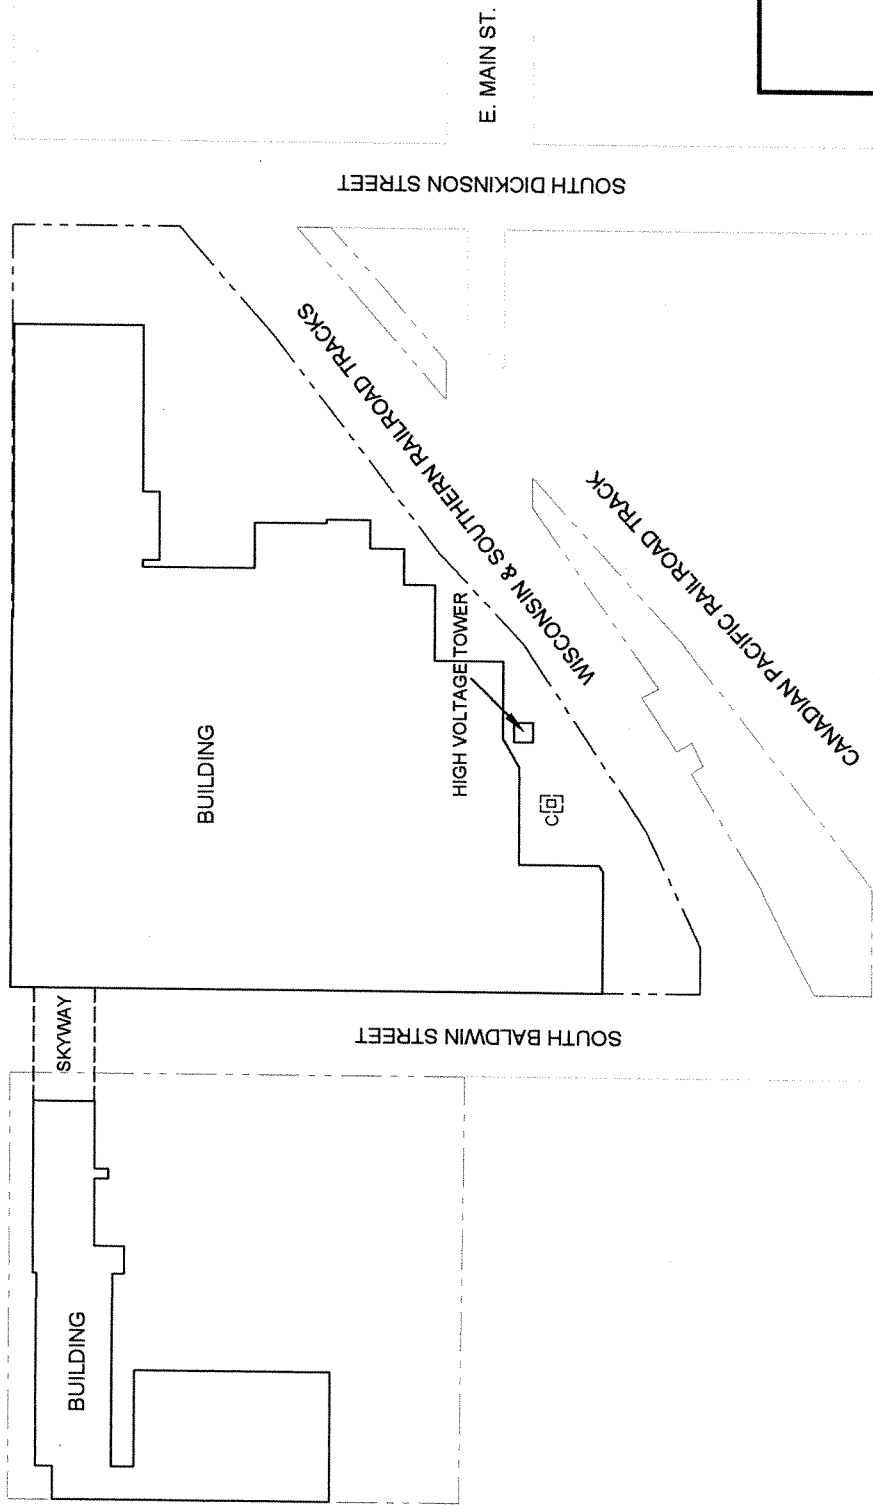 E. MAIN ST.
SOUTH DICKINSON STREET
WISCONSIN & SOUTHERN RAILROAD TRACKS
CANADIAN PACIFIC RAILROAD TRACK
HIGH VOLTAGE TOWER
BUILDING
C
SKYWAY
SOUTH BALDWIN STREET
BUILDING